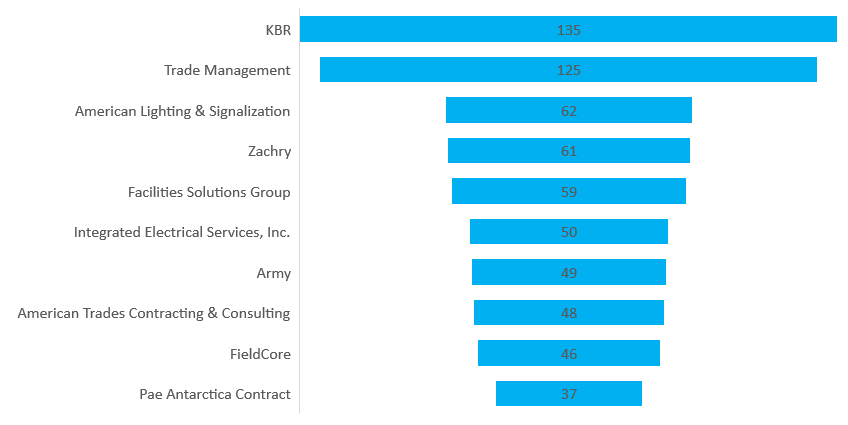 KBR 135
Trade Management 125
American Lighting & Signalization 62
Zachry 61
Facilities Solutions Group 59
Integrated Electrical Services, Inc. 50
Army 49
American Trades Contracting & Consulting 48
FieldCore 46
Pae Antarctica Contract 37